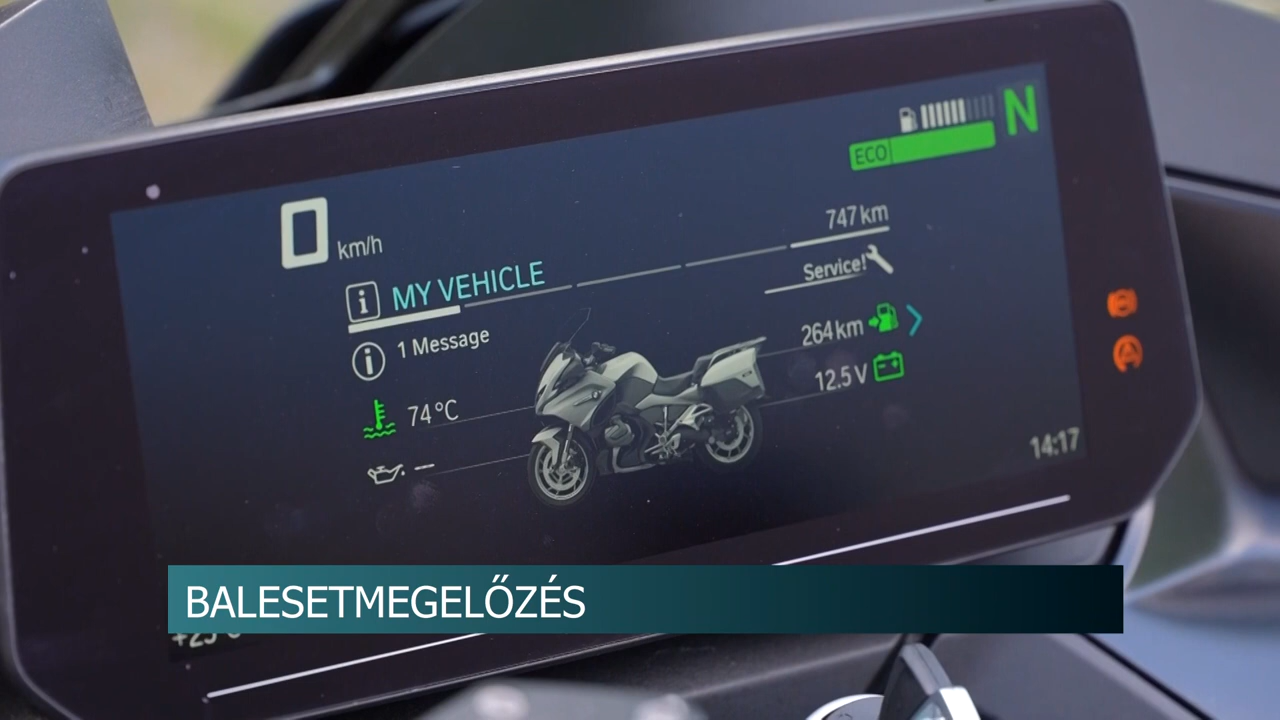 N
ECO
0 km/h
747 km
MY VEHICLE
Service!
1 Message
264 km
74°C
12.5 V
--
14:17
BALESETMEGELŐZÉS